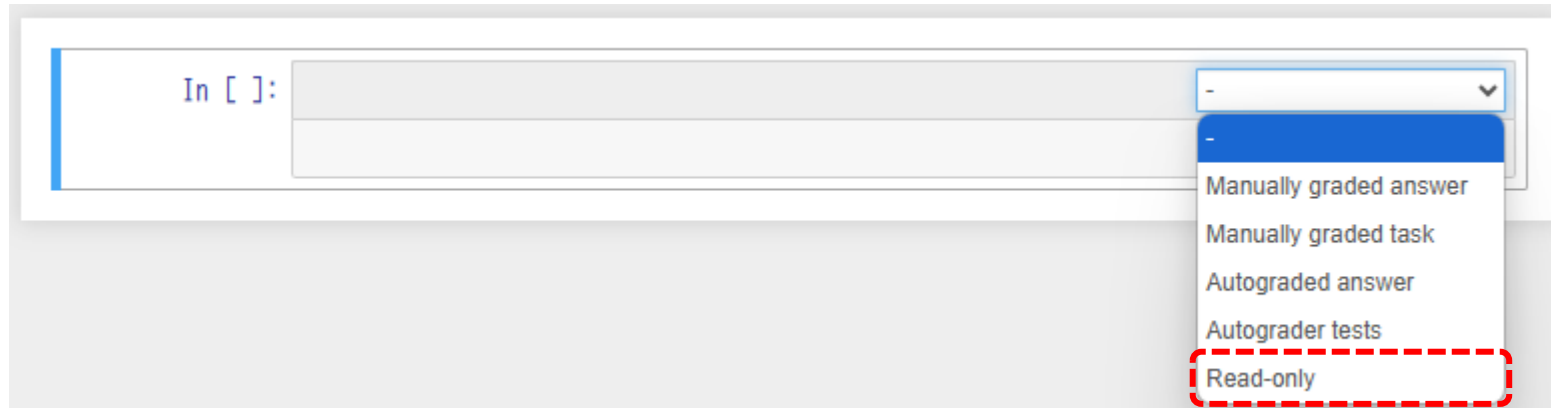 In [ ]:
-
-
Manually graded answer
Manually graded task
Autograded answer
Autograder tests
Read-only